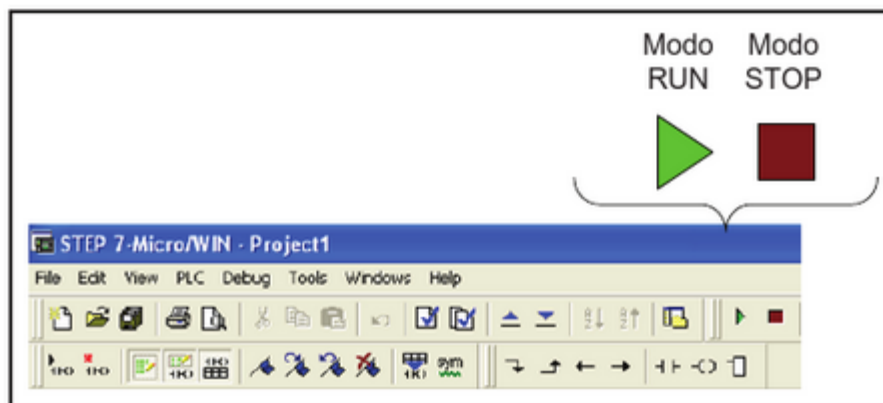 Modo RUN
Modo STOP
STEP 7-Micro/WIN - Project1
File Edit View PLC Debug Tools Windows Help
sym